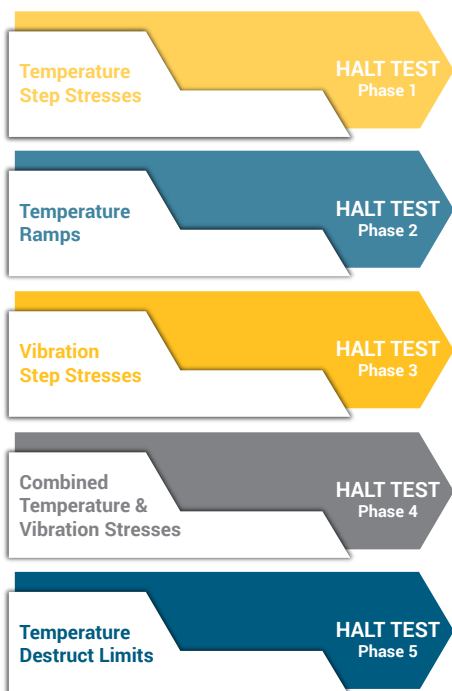 Temperature
Step Stresses
HALT TEST
Phase 1
Temperature
Ramps
HALT TEST
Phase 2
Vibration
Step Stresses
HALT TEST
Phase 3
Combined
Temperature &
Vibration Stresses
HALT TEST
Phase 4
Temperature
Destruct Limits
HALT TEST
Phase 5